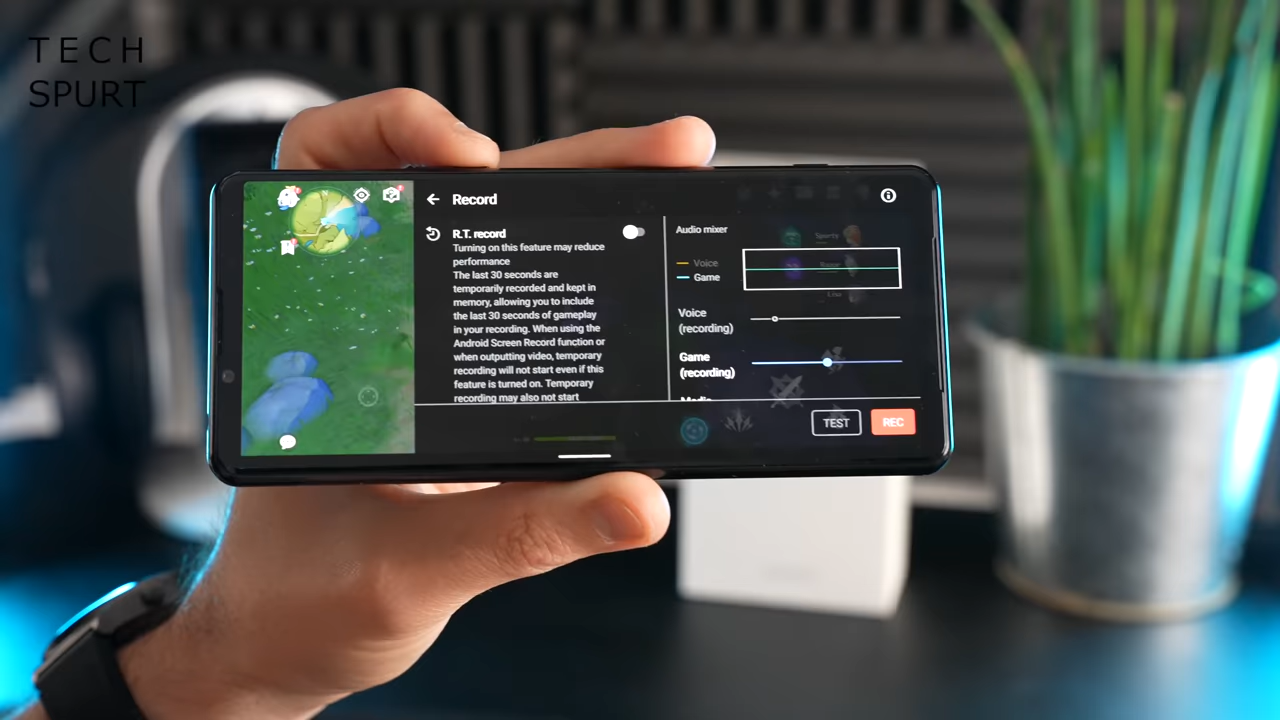 TECH
SPURT
Record
R.T. record
Turning on this feature may reduce
performance
The last 30 seconds are
temporarily recorded and kept in
memory, allowing you to include
the last 30 seconds of gameplay
in your recording. When using the
Android Screen Record function or
when outputting video, temporary
recording will not start even if this
feature is turned on. Temporary
recording may also not start
Audio mixer
Voice
Game
Voice
(recording)
Game
(recording)
TEST
REC